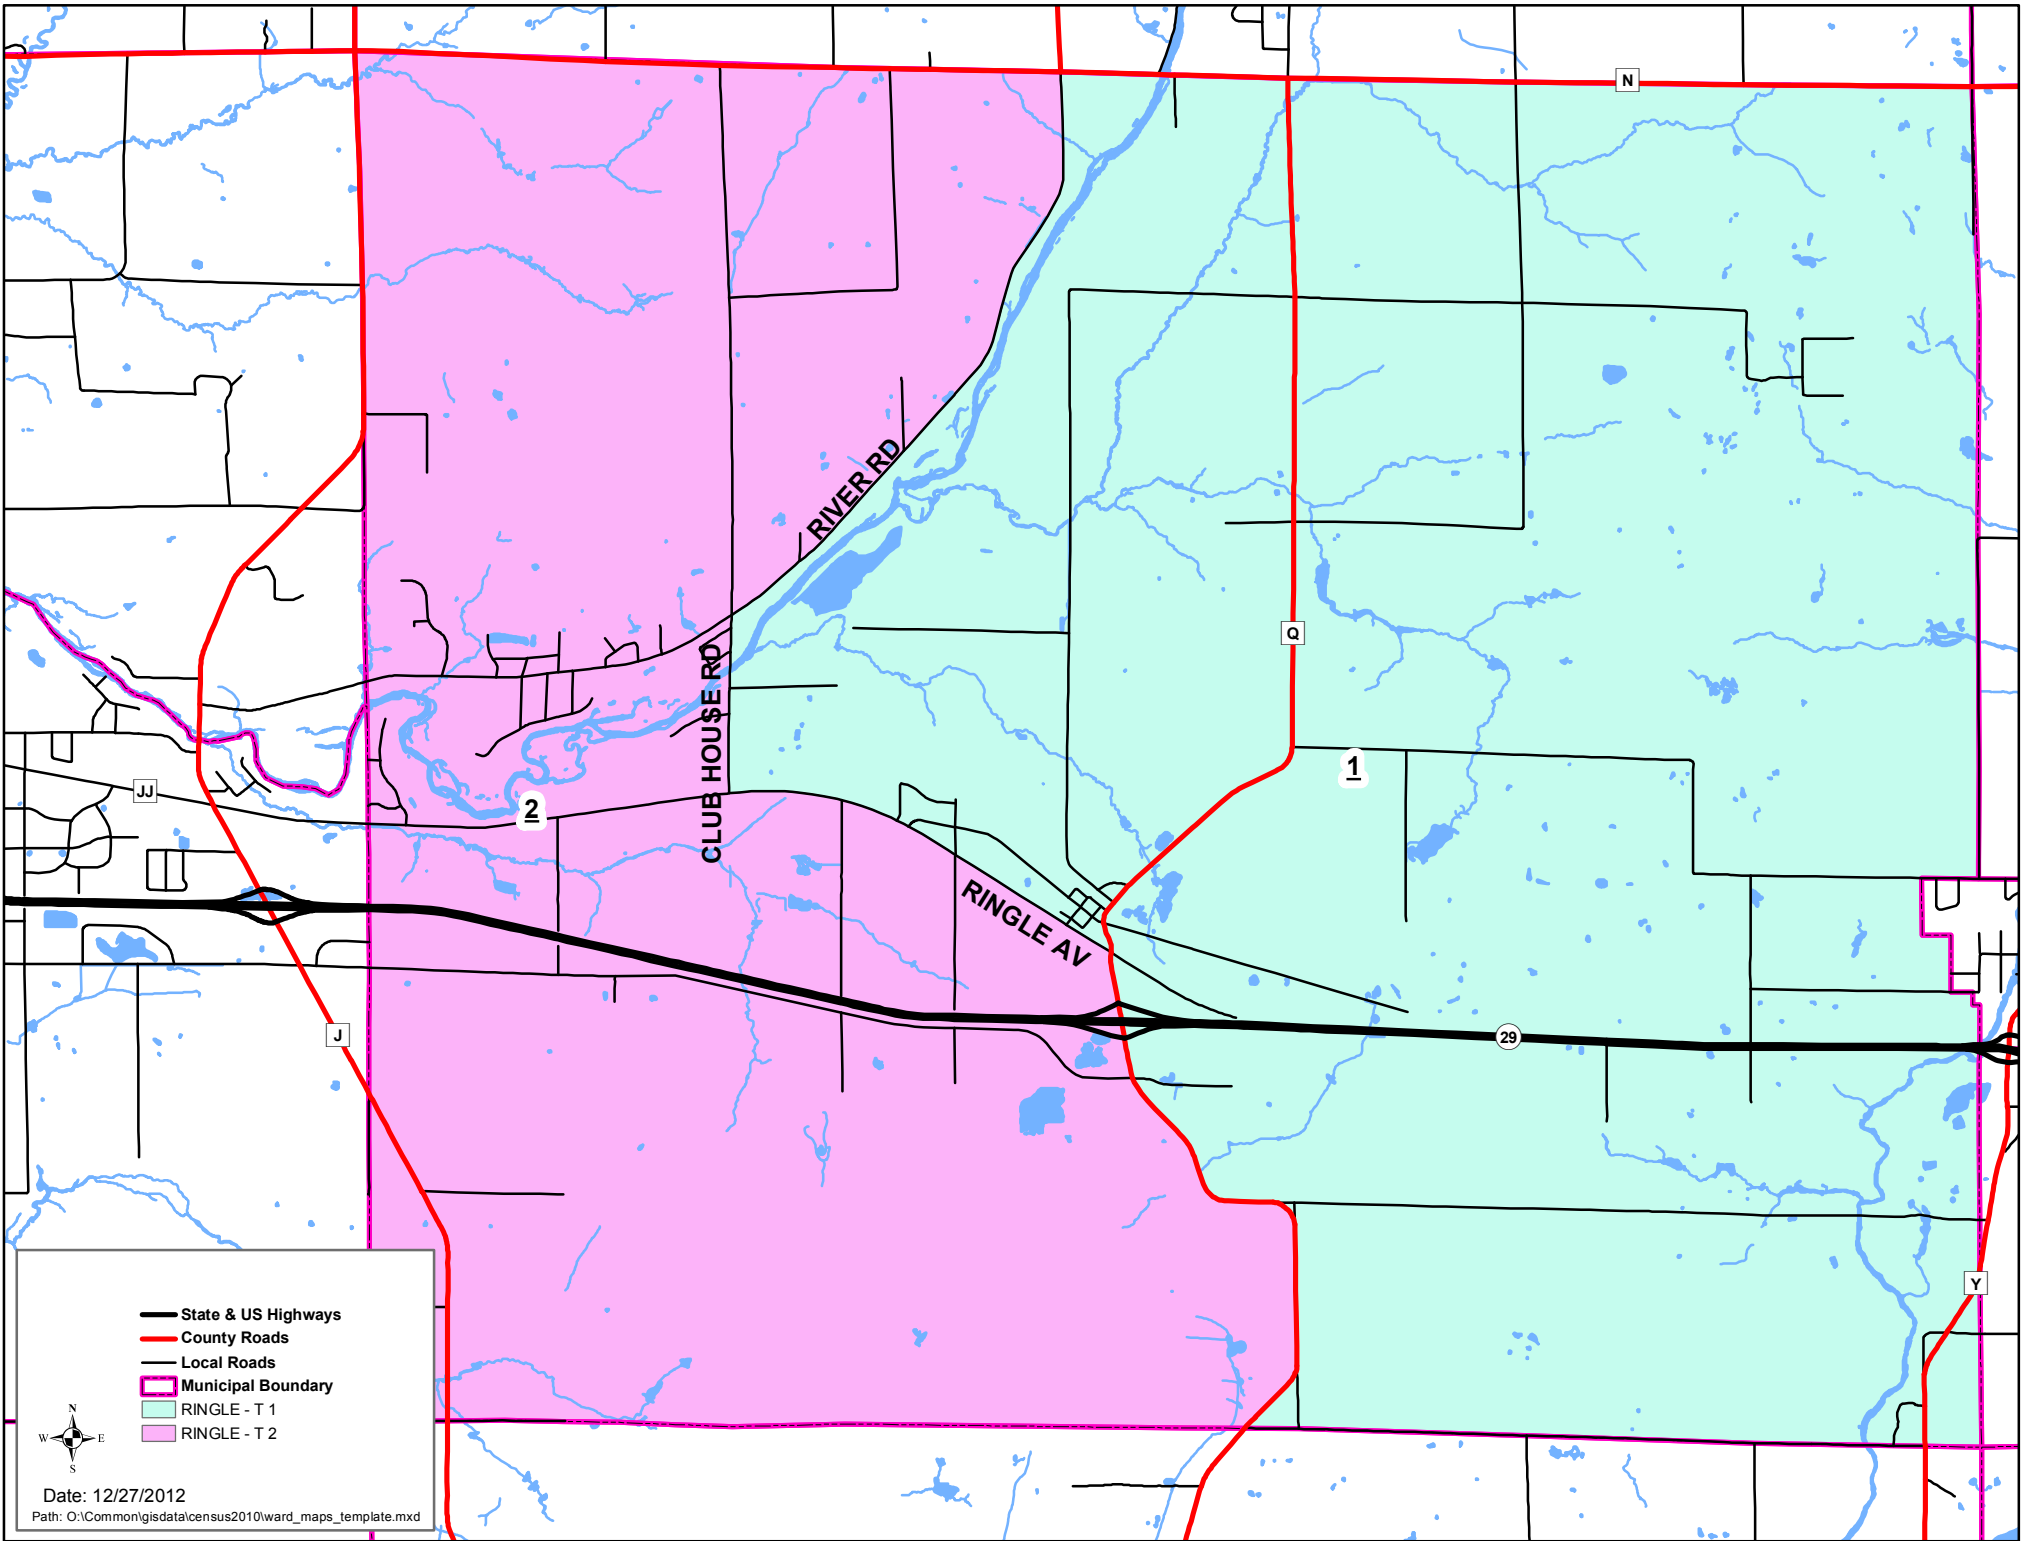 N
RIVER RD
Q
CLUB HOUSE RD
1
JJ
2
RINGLE AV
J
29
Y
State & US Highways
County Roads
Local Roads
Municipal Boundary
RINGLE - T 1
RINGLE - T 2
N
W E
S
Date: 12/27/2012
Path: O:\Common\gisdata\census2010\ward_maps_template.mxd